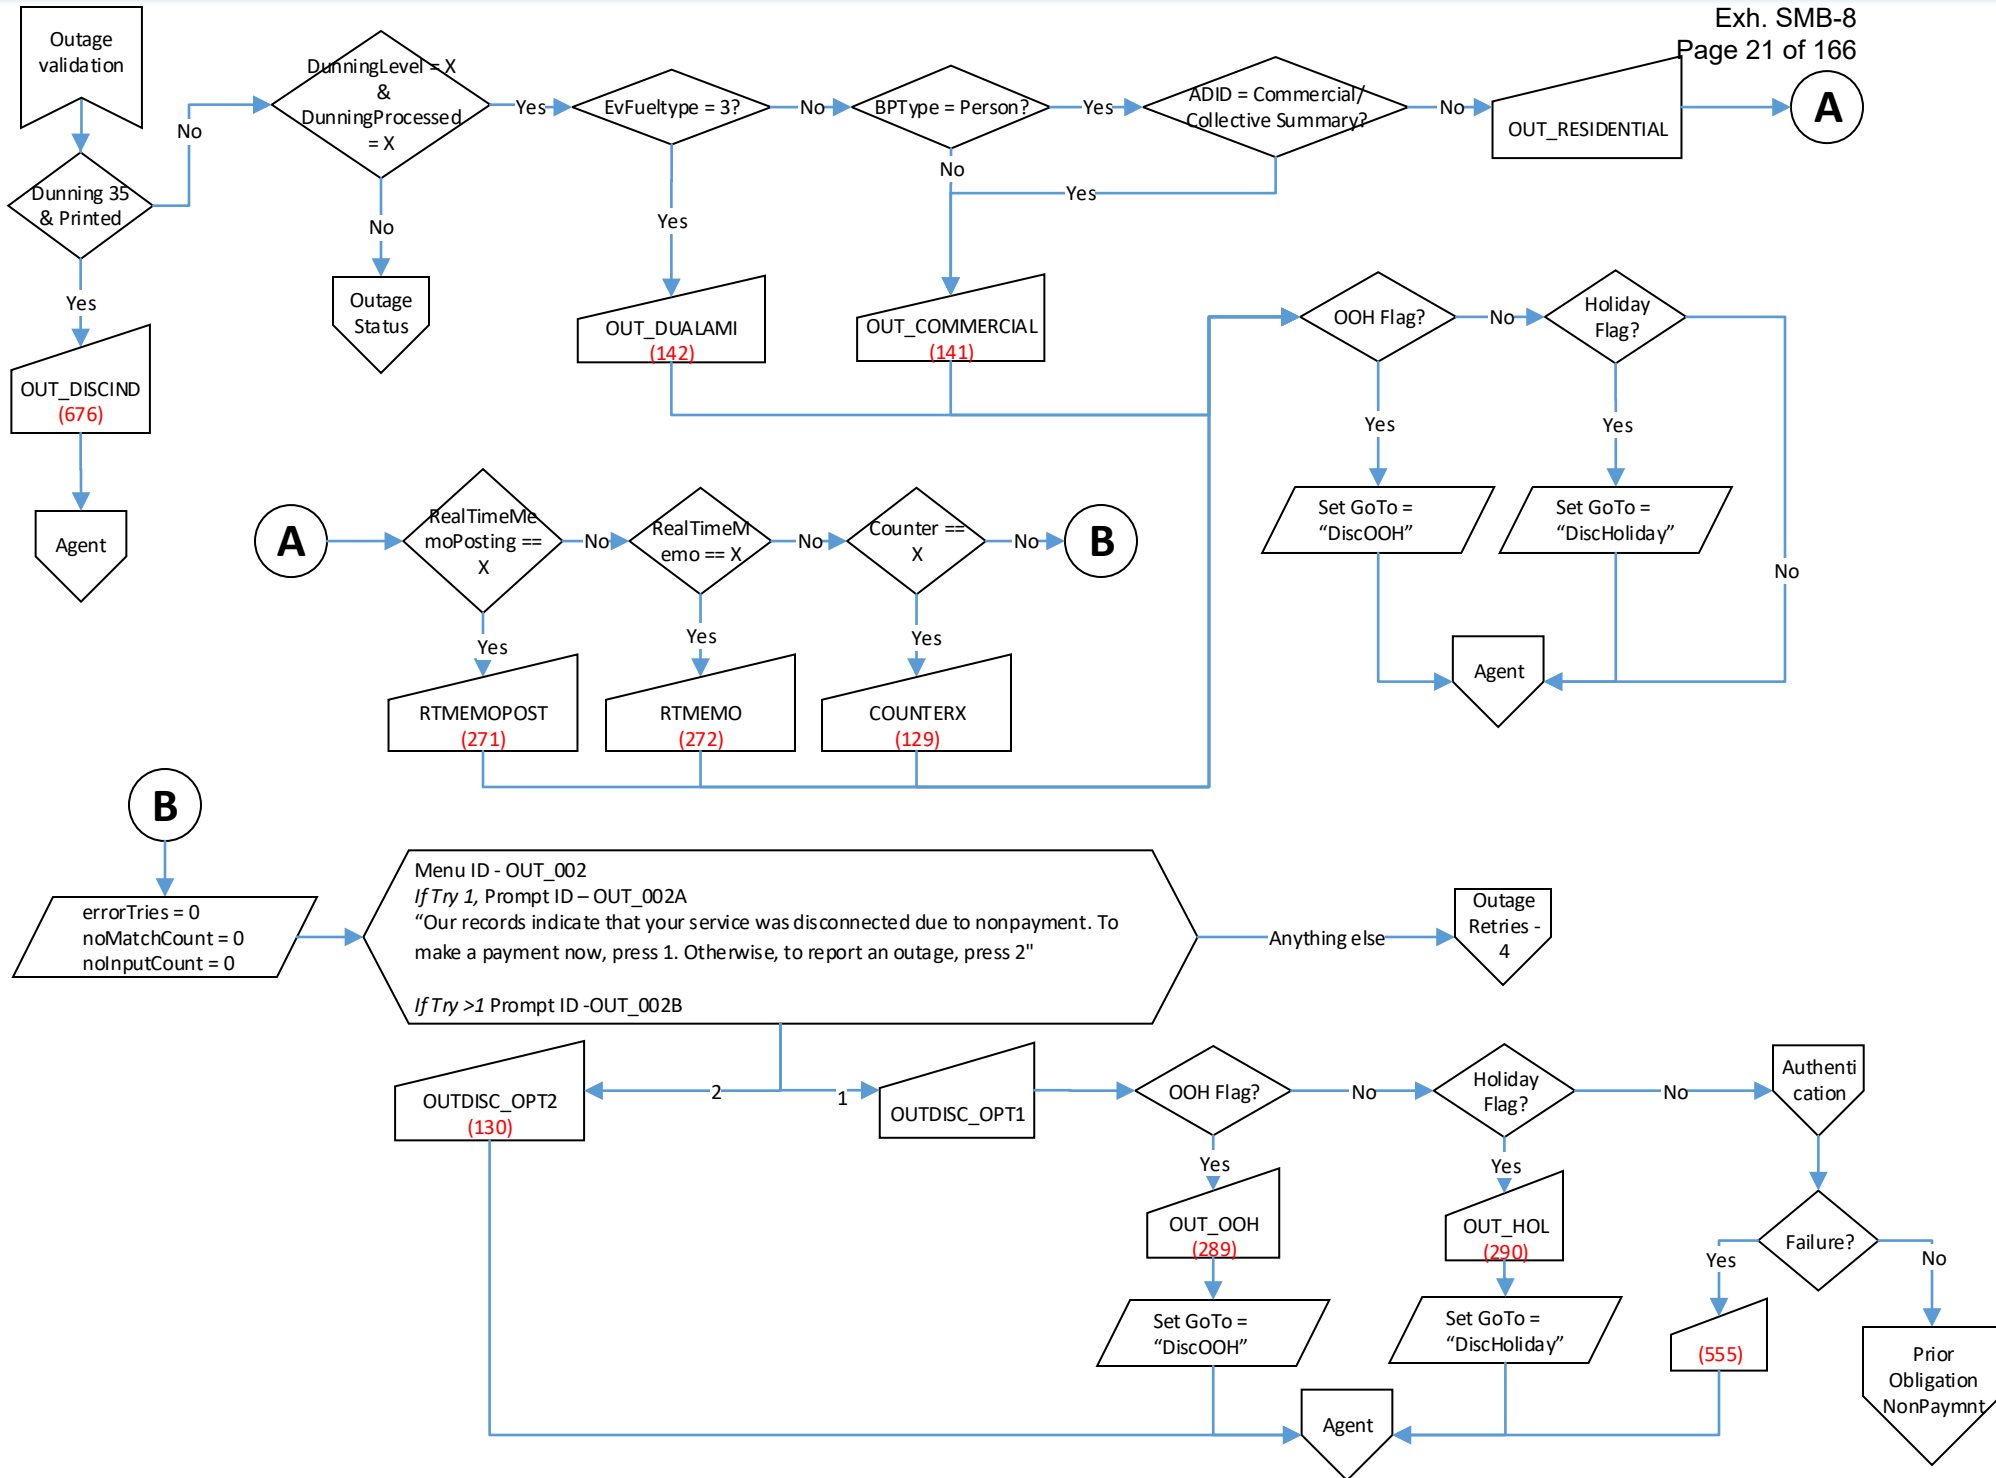 Exh. SMB-8
Page 21 of 166
Outage
validation
Dunning 35
& Printed
No
Yes
OUT_DISCIND
(676)
Agent
DunningLevel = X
&
DunningProcessed
= X
Yes
No
Outage
Status
EvFueltype = 3?
No
Yes
OUT_DUALAMI
(142)
BPType = Person?
Yes
No
OUT_COMMERCIAL
(141)
ADID = Commercial/
Collective Summary?
No
Yes
OUT_RESIDENTIAL
A
OOH Flag?
No
Yes
Set GoTo =
“DiscOOH”
Holiday
Flag?
Yes
No
Set GoTo =
“DiscHoliday”
Agent
A
RealTimeMe
moPosting ==
X
No
Yes
RTMEMOPOST
(271)
RealTimeM
emo == X
No
Yes
RTMEMO
(272)
Counter ==
X
No
Yes
COUNTERX
(129)
B
B
errorTries = 0
noMatchCount = 0
noInputCount = 0
Menu ID - OUT_002
If Try 1, Prompt ID – OUT_002A
“Our records indicate that your service was disconnected due to nonpayment. To
make a payment now, press 1. Otherwise, to report an outage, press 2"
If Try >1 Prompt ID -OUT_002B
Anything else
Outage
Retries -
4
2
1
OUTDISC_OPT2
(130)
OUTDISC_OPT1
OOH Flag?
No
Yes
OUT_OOH
(289)
Set GoTo =
“DiscOOH”
Holiday
Flag?
No
Yes
OUT_HOL
(290)
Set GoTo =
“DiscHoliday”
Authenti
cation
Failure?
Yes
No
(555)
Prior
Obligation
NonPaymnt
Agent